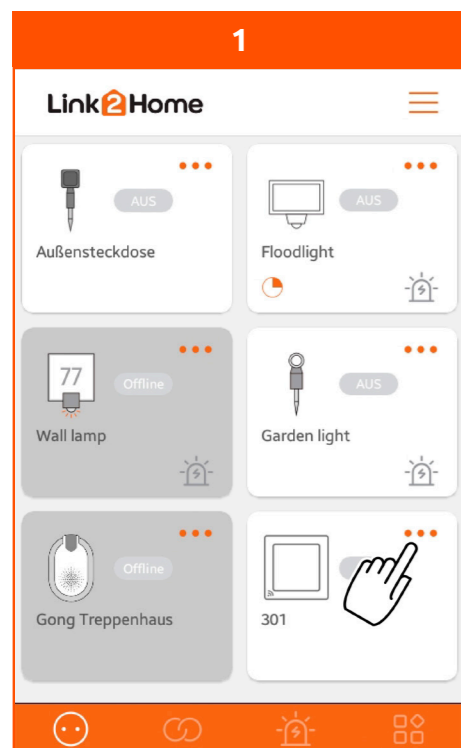 1
Link2Home
AUS
Außensteckdose
AUS
Floodlight
77
Offline
Wall lamp
AUS
Garden light
Offline
Gong Treppenhaus
301